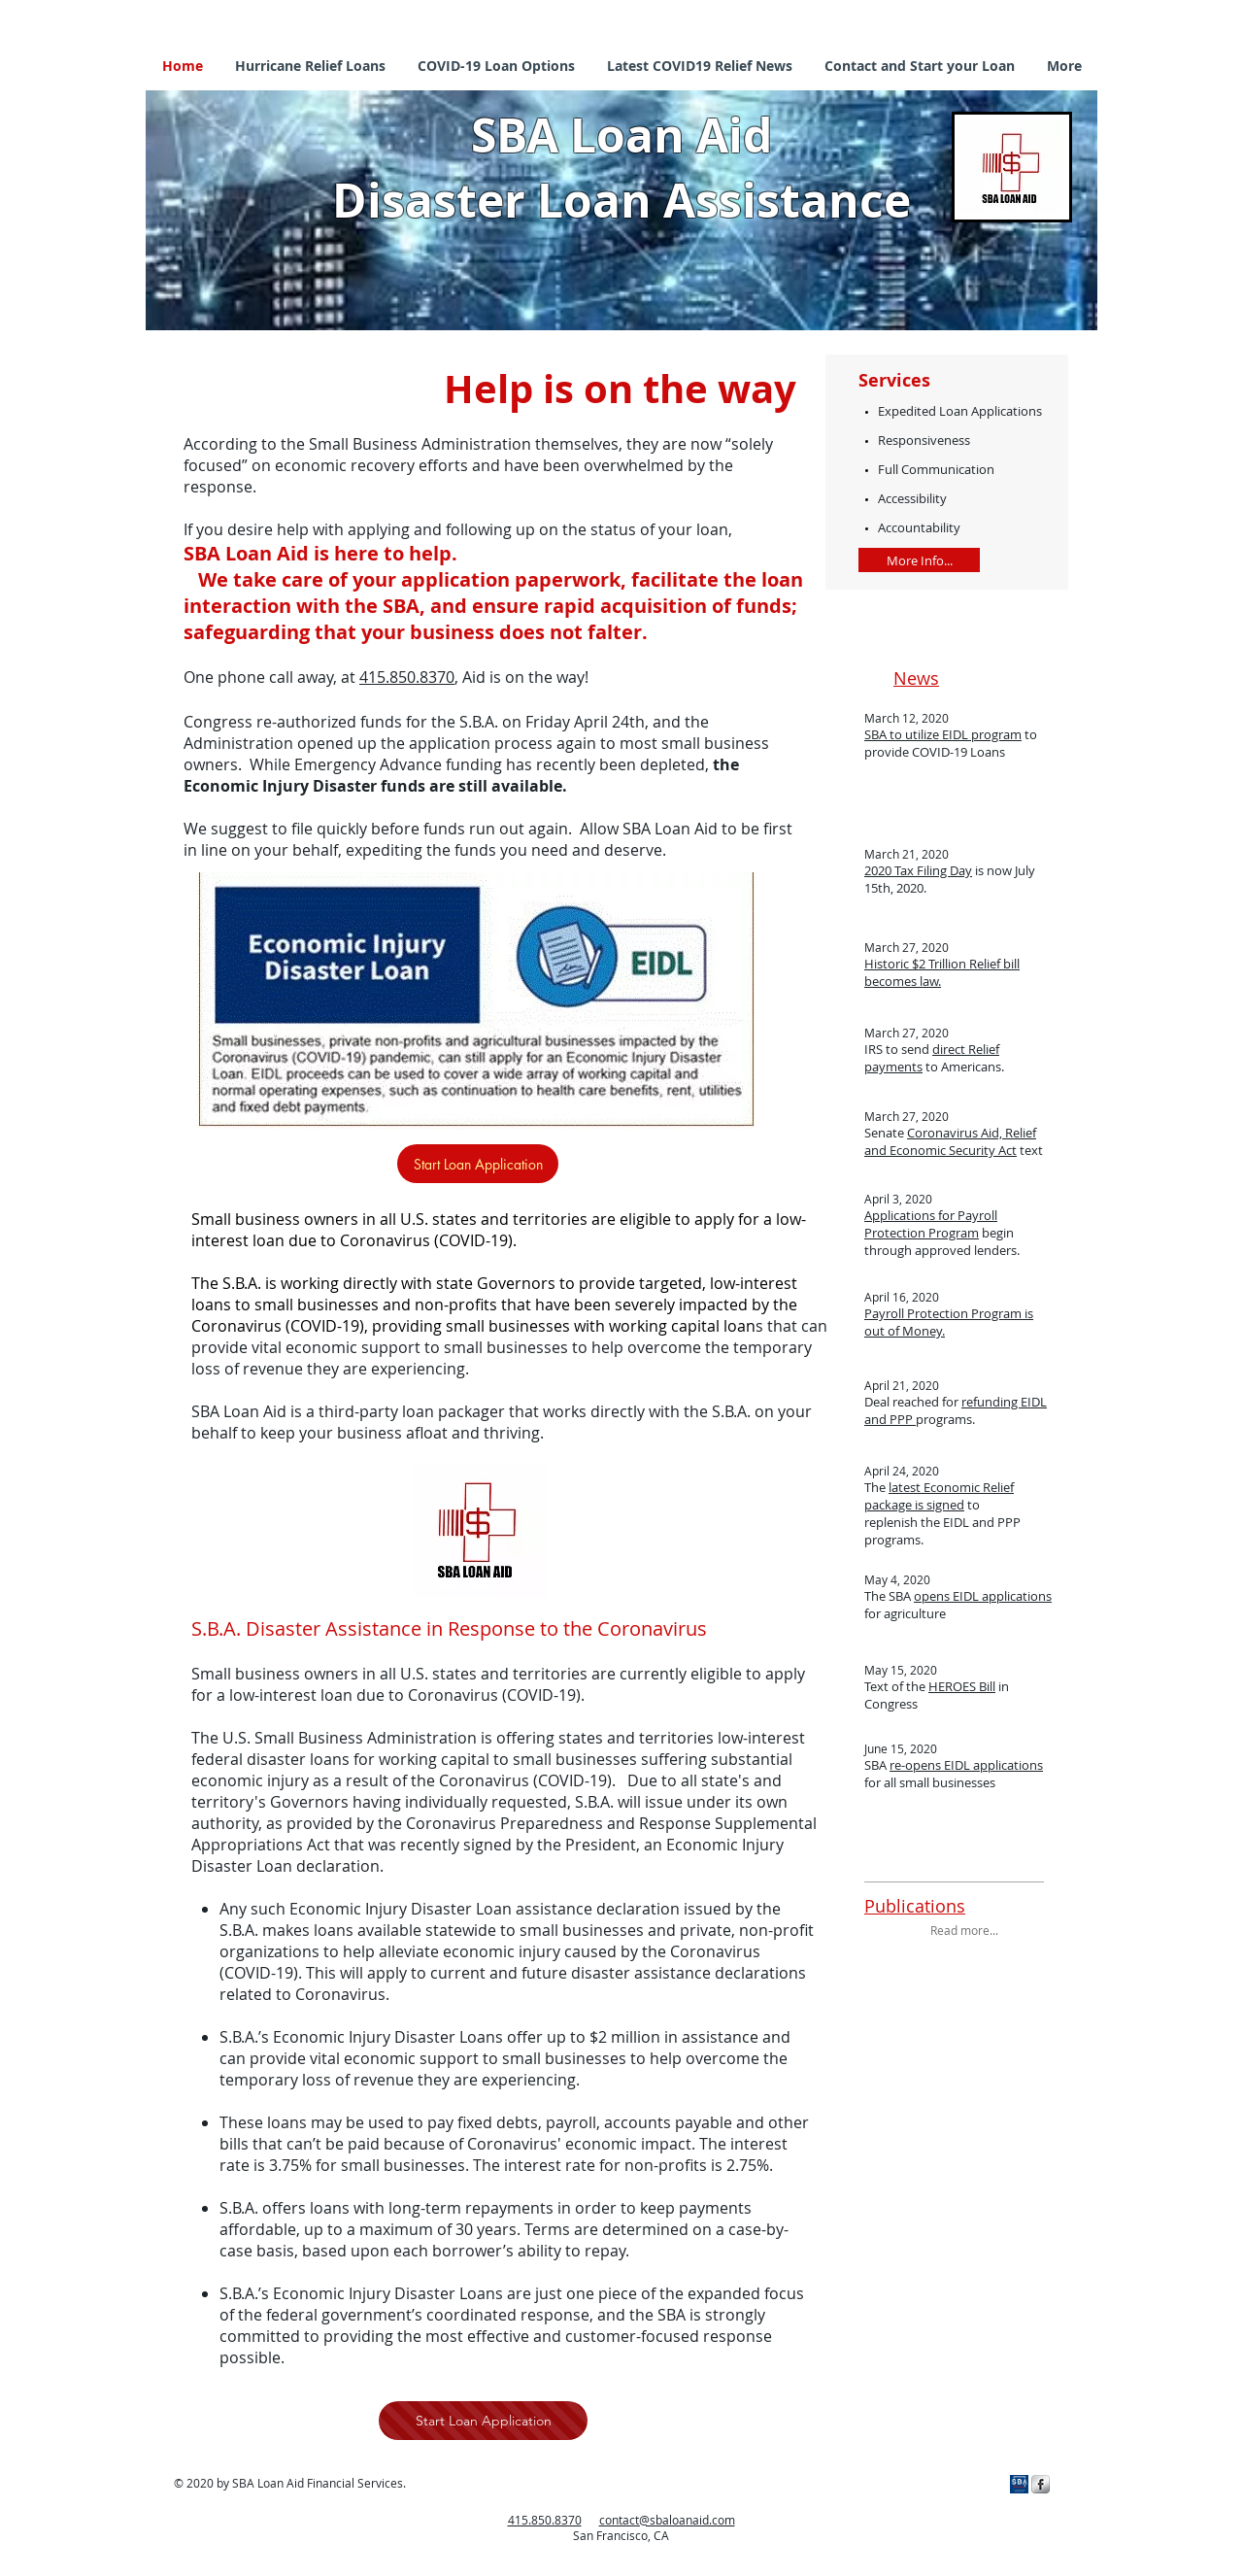 Home
Hurricane Relief Loans
COVID-19 Loan Options
Latest COVID19 Relief News
Contact and Start your Loan
More
SBA Loan Aid
Disaster Loan Assistance
SBA LOAN AID
Help is on the way
According to the Small Business Administration themselves, they are now “solely
focused” on economic recovery efforts and have been overwhelmed by the
response.
If you desire help with applying and following up on the status of your loan,
SBA Loan Aid is here to help.
We take care of your application paperwork, facilitate the loan
interaction with the SBA, and ensure rapid acquisition of funds;
safeguarding that your business does not falter.
One phone call away, at 415.850.8370, Aid is on the way!
Congress re-authorized funds for the S.B.A. on Friday April 24th, and the
Administration opened up the application process again to most small business
owners.  While Emergency Advance funding has recently been depleted, the
Economic Injury Disaster funds are still available.
We suggest to file quickly before funds run out again.  Allow SBA Loan Aid to be first
in line on your behalf, expediting the funds you need and deserve.
Economic Injury
Disaster Loan
EIDL
Small businesses, private non-profits and agricultural businesses impacted by the
Coronavirus (COVID-19) pandemic, can still apply for an Economic Injury Disaster
Loan. EIDL proceeds can be used to cover a wide array of working capital and
normal operating expenses, such as continuation to health care benefits, rent, utilities
and fixed debt payments.
Start Loan Application
Small business owners in all U.S. states and territories are eligible to apply for a low-
interest loan due to Coronavirus (COVID-19).
The S.B.A. is working directly with state Governors to provide targeted, low-interest
loans to small businesses and non-profits that have been severely impacted by the
Coronavirus (COVID-19), providing small businesses with working capital loans that can
provide vital economic support to small businesses to help overcome the temporary
loss of revenue they are experiencing.
SBA Loan Aid is a third-party loan packager that works directly with the S.B.A. on your
behalf to keep your business afloat and thriving.
SBA LOAN AID
S.B.A. Disaster Assistance in Response to the Coronavirus
Small business owners in all U.S. states and territories are currently eligible to apply
for a low-interest loan due to Coronavirus (COVID-19).
The U.S. Small Business Administration is offering states and territories low-interest
federal disaster loans for working capital to small businesses suffering substantial
economic injury as a result of the Coronavirus (COVID-19).   Due to all state's and
territory's Governors having individually requested, S.B.A. will issue under its own
authority, as provided by the Coronavirus Preparedness and Response Supplemental
Appropriations Act that was recently signed by the President, an Economic Injury
Disaster Loan declaration.
Any such Economic Injury Disaster Loan assistance declaration issued by the
S.B.A. makes loans available statewide to small businesses and private, non-profit
organizations to help alleviate economic injury caused by the Coronavirus
(COVID-19). This will apply to current and future disaster assistance declarations
related to Coronavirus.
S.B.A.’s Economic Injury Disaster Loans offer up to $2 million in assistance and
can provide vital economic support to small businesses to help overcome the
temporary loss of revenue they are experiencing.
These loans may be used to pay fixed debts, payroll, accounts payable and other
bills that can’t be paid because of Coronavirus' economic impact. The interest
rate is 3.75% for small businesses. The interest rate for non-profits is 2.75%.
S.B.A. offers loans with long-term repayments in order to keep payments
affordable, up to a maximum of 30 years. Terms are determined on a case-by-
case basis, based upon each borrower’s ability to repay.
S.B.A.’s Economic Injury Disaster Loans are just one piece of the expanded focus
of the federal government’s coordinated response, and the SBA is strongly
committed to providing the most effective and customer-focused response
possible.
Start Loan Application
Services
Expedited Loan Applications
Responsiveness
Full Communication
Accessibility
Accountability
More Info...
News
March 12, 2020
SBA to utilize EIDL program to
provide COVID-19 Loans
March 21, 2020
2020 Tax Filing Day is now July
15th, 2020.
March 27, 2020
Historic $2 Trillion Relief bill
becomes law.
March 27, 2020
IRS to send direct Relief
payments to Americans.
March 27, 2020
Senate Coronavirus Aid, Relief
and Economic Security Act text
April 3, 2020
Applications for Payroll
Protection Program begin
through approved lenders.
April 16, 2020
Payroll Protection Program is
out of Money.
April 21, 2020
Deal reached for refunding EIDL
and PPP programs.
April 24, 2020
The latest Economic Relief
package is signed to
replenish the EIDL and PPP
programs.
May 4, 2020
The SBA opens EIDL applications
for agriculture
May 15, 2020
Text of the HEROES Bill in
Congress
June 15, 2020
SBA re-opens EIDL applications
for all small businesses
Publications
Read more...
© 2020 by SBA Loan Aid Financial Services.
SBA
415.850.8370 contact@sbaloanaid.com
San Francisco, CA